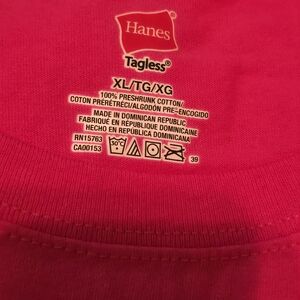 Hanes
Tagless®
XL/TG/XG
100% PRESHRUNK COTTON/
COTON PRÉRÉTRÉCI/ALGODÓN PRE-ENCOGIDO
MADE IN DOMINICAN REPUBLIC
FABRIQUÉ EN RÉPUBLIQUE DOMINICAINE
HECHO EN REPÚBLICA DOMINICANA
RN15763
CA00153
50°C
39